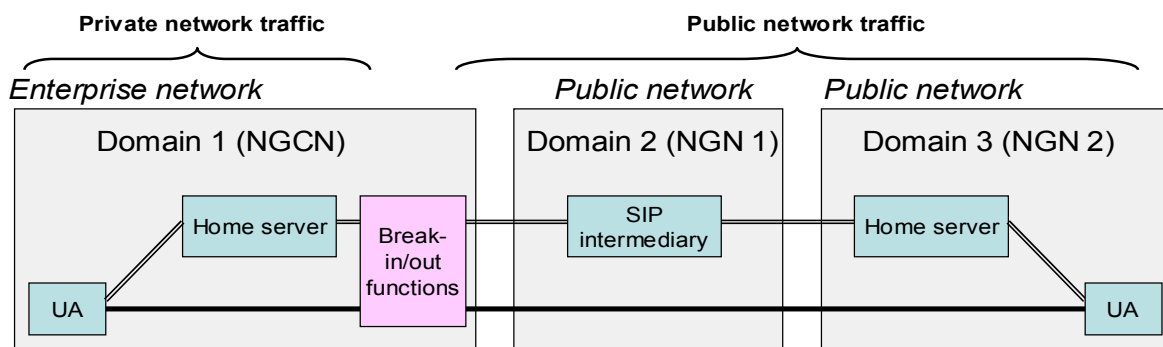 Private network traffic
Public network traffic
Enterprise network
Public network
Public network
Domain 1 (NGCN)
Domain 2 (NGN 1)
Domain 3 (NGN 2)
Home server
Break-
in/out
functions
SIP
intermediary
Home server
UA
UA